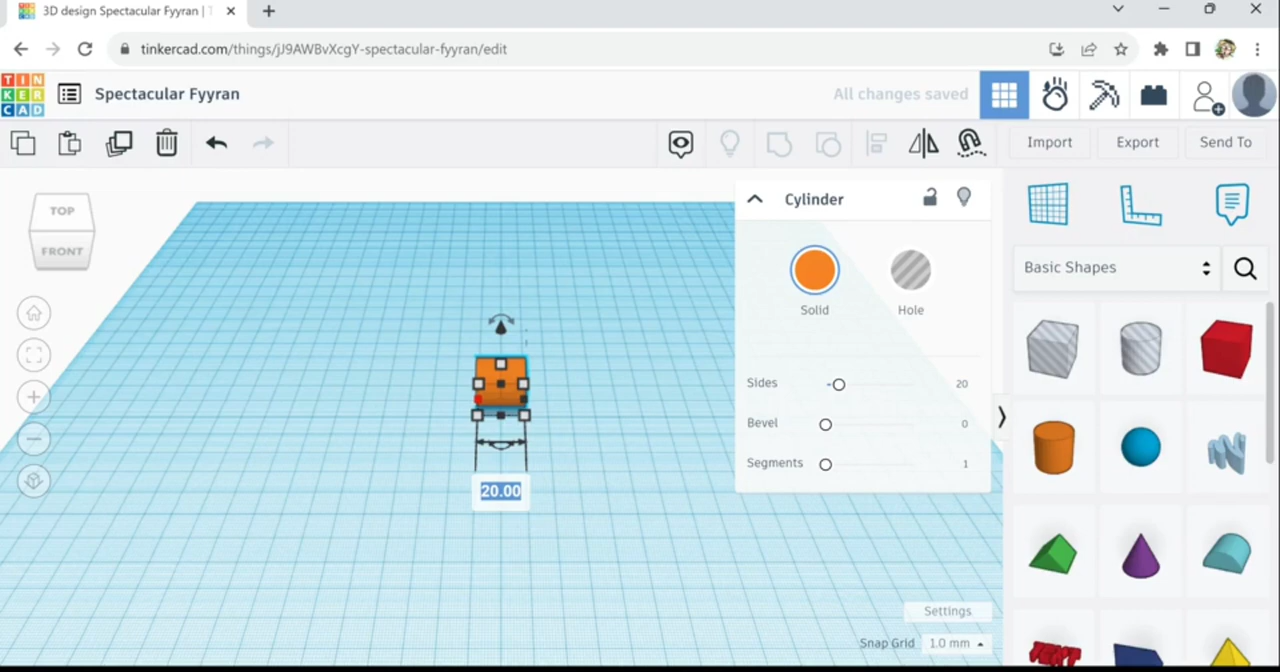 3D design Spectacular Fyyran |
tinkercad.com/things/jJ9AWBvXcgY-spectacular-fyyran/edit
TIN
KER
CAD
Spectacular Fyyran
All changes saved
Import
Export
Send To
TOP
FRONT
Cylinder
Solid
Hole
Sides 20
Bevel 0
Segments 1
Basic Shapes
20.00
TEXT
Settings
Snap Grid 1.0 mm